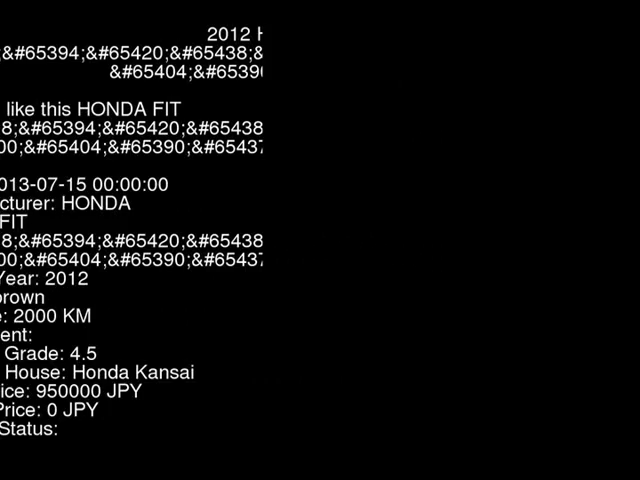 2012 H
;&#65394;&#65420;&#65438;&
&#65404;&#6539
like this HONDA FIT
8;&#65394;&#65420;&#65438
00;&#65404;&#65390;&#65437
013-07-15 00:00:00
cturer: HONDA
FIT
8;&#65394;&#65420;&#65438
00;&#65404;&#65390;&#65437
Year: 2012
brown
e: 2000 KM
ent:
Grade: 4.5
House: Honda Kansai
ice: 950000 JPY
Price: 0 JPY
Status: